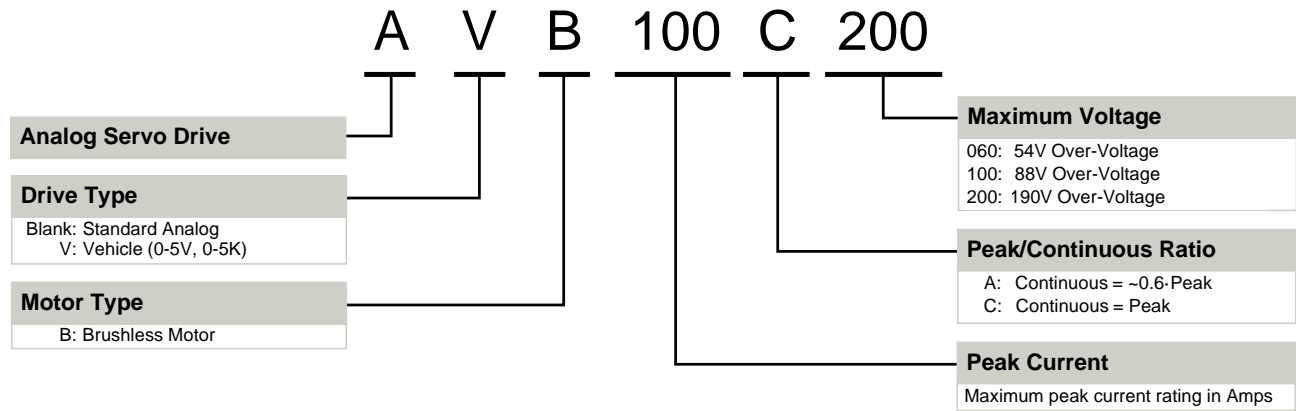 A V B 100 C 200
Analog Servo Drive
Drive Type
Blank: Standard Analog
V: Vehicle (0-5V, 0-5K)
Motor Type
B: Brushless Motor
Maximum Voltage
060: 54V Over-Voltage
100: 88V Over-Voltage
200: 190V Over-Voltage
Peak/Continuous Ratio
A: Continuous = ~0.6·Peak
C: Continuous = Peak
Peak Current
Maximum peak current rating in Amps